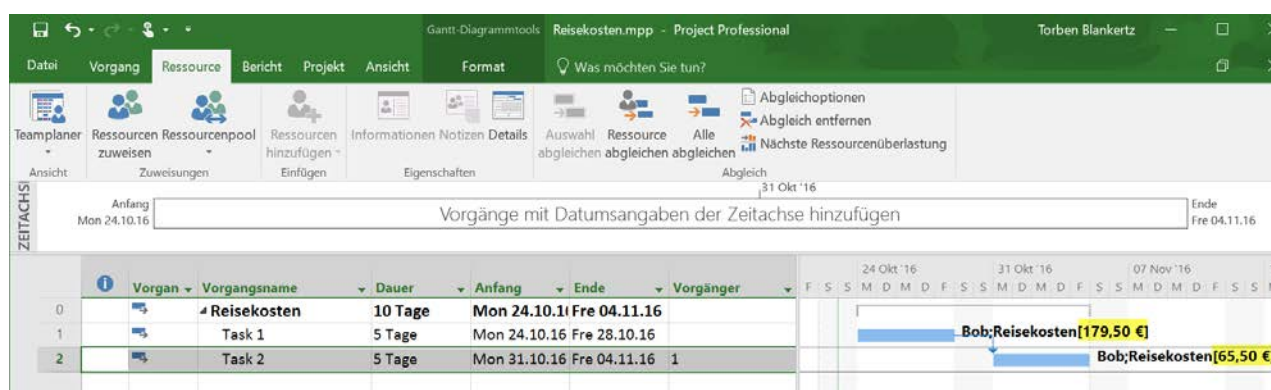 Gantt-Diagrammtools Reisekosten.mpp - Project Professional Torben Blankertz
Datei Vorgang Ressource Bericht Projekt Ansicht Format Was möchten Sie tun?
Teamplaner Ressourcen zuweisen Ressourcenpool Ressourcen hinzufügen Informationen Notizen Details Auswahl abgleichen Ressource abgleichen Alle abgleichen
Abgleichoptionen
Abgleich entfernen
Nächste Ressourcenüberlastung
Ansicht Zuweisungen Einfügen Eigenschaften Abgleich
ZEITACHSE
31 Okt '16
Anfang
Mon 24.10.16
Vorgänge mit Datumsangaben der Zeitachse hinzufügen
Ende
Fre 04.11.16
24 Okt '16 31 Okt '16 07 Nov '16
Vorgan Vorgangsname Dauer Anfang Ende Vorgänger F S S M D M D F S S M D M D F S S M D M D F S S
0 Reisekosten 10 Tage Mon 24.10.1 Fre 04.11.16
1 Task 1 5 Tage Mon 24.10.16 Fre 28.10.16 Bob;Reisekosten[179,50 €]
2 Task 2 5 Tage Mon 31.10.16 Fre 04.11.16 1 Bob;Reisekosten[65,50 €